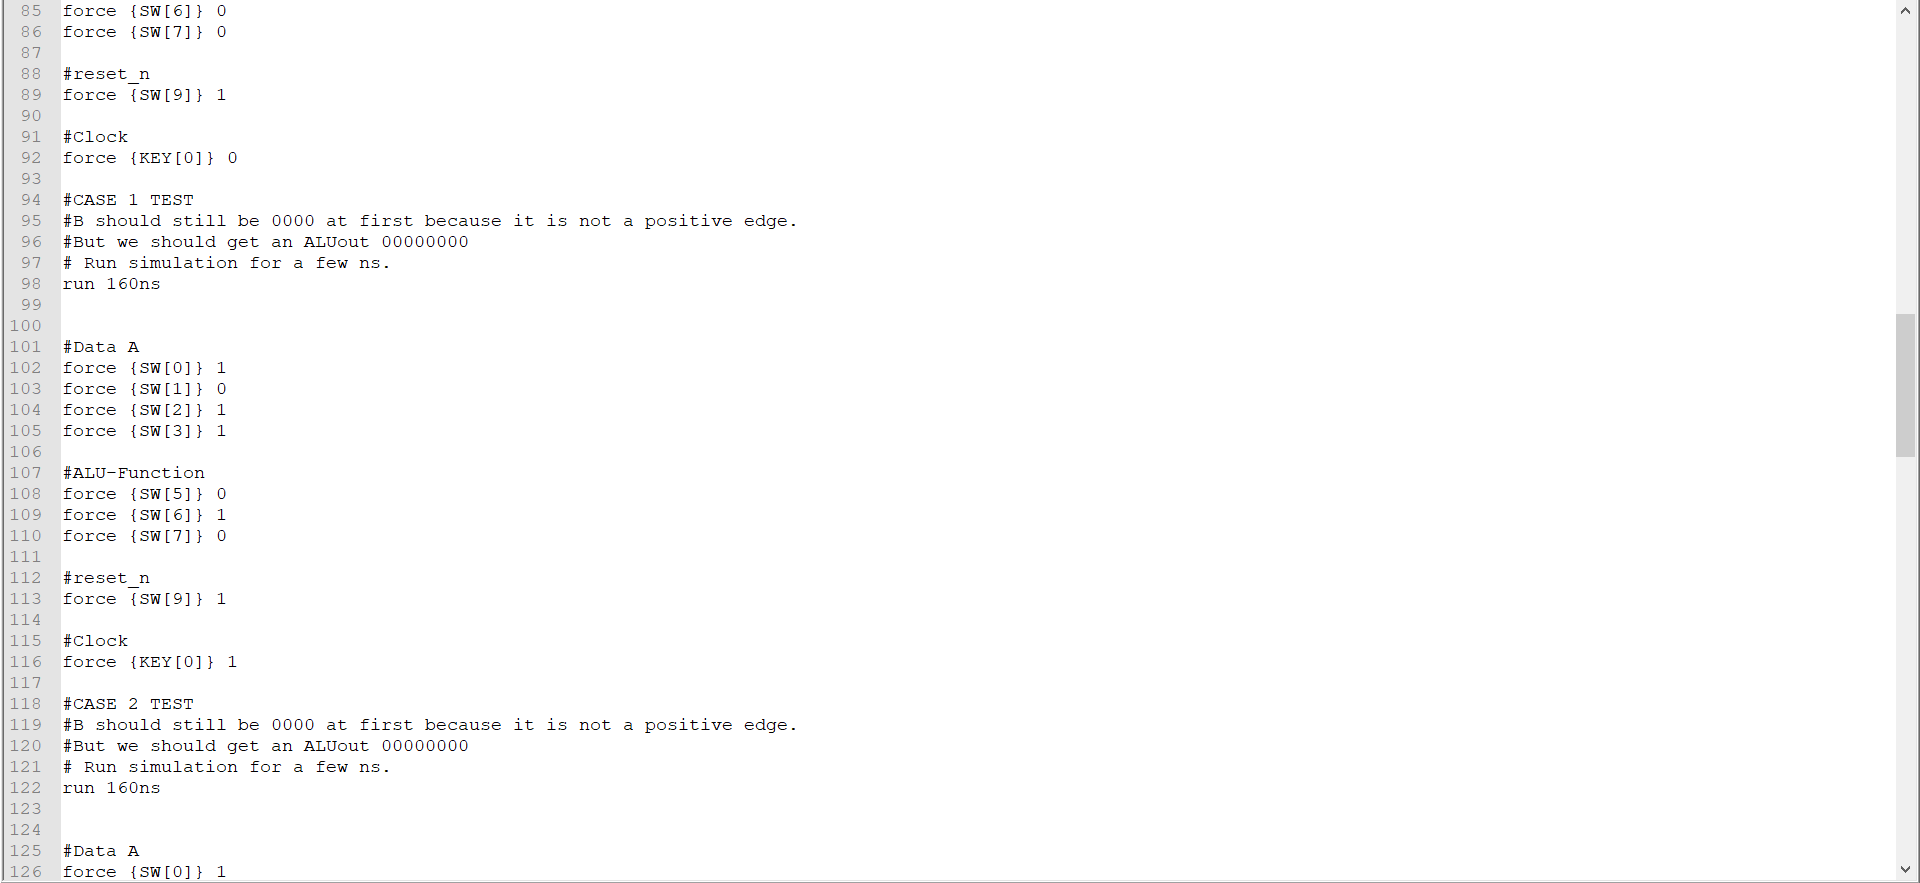 85 force {SW[6]} 0
86 force {SW[7]} 0
87
88 #reset_n
89 force {SW[9]} 1
90
91 #Clock
92 force {KEY[0]} 0
93
94 #CASE 1 TEST
95 #B should still be 0000 at first because it is not a positive edge.
96 #But we should get an ALUout 00000000
97 # Run simulation for a few ns.
98 run 160ns
99
100
101 #Data A
102 force {SW[0]} 1
103 force {SW[1]} 0
104 force {SW[2]} 1
105 force {SW[3]} 1
106
107 #ALU-Function
108 force {SW[5]} 0
109 force {SW[6]} 1
110 force {SW[7]} 0
111
112 #reset_n
113 force {SW[9]} 1
114
115 #Clock
116 force {KEY[0]} 1
117
118 #CASE 2 TEST
119 #B should still be 0000 at first because it is not a positive edge.
120 #But we should get an ALUout 00000000
121 # Run simulation for a few ns.
122 run 160ns
123
124
125 #Data A
126 force {SW[0]} 1